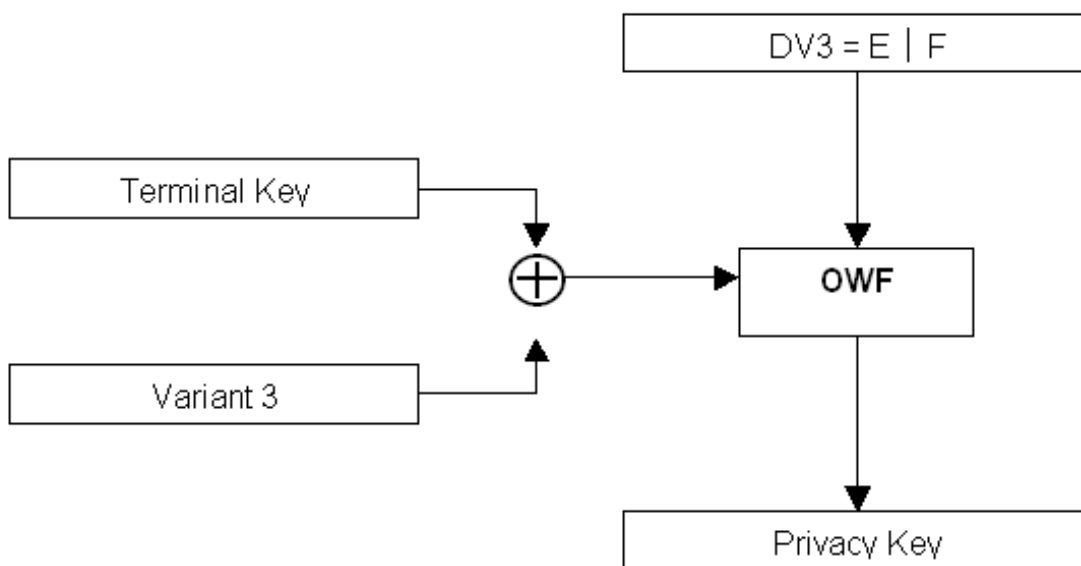 DV3 = E | F
Terminal Key
OWF
Variant 3
Privacy Key